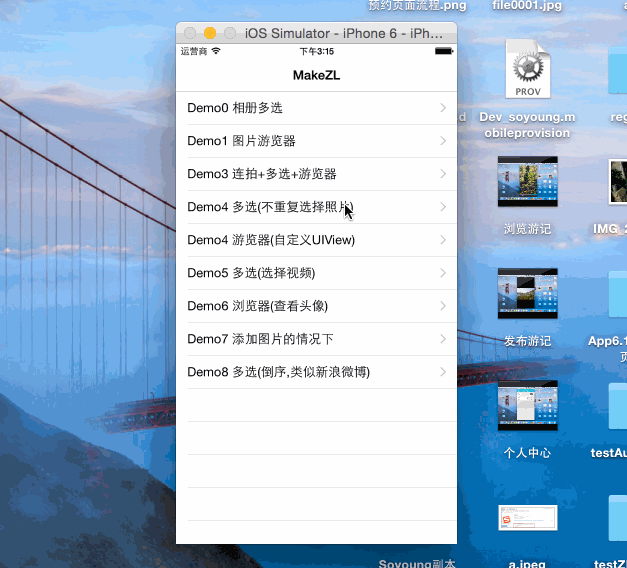 预约页面流程.png
file0001.jpg
iOS Simulator - iPhone 6 - iPh...
运营商
下午3:15
MakeZL
Demo0 相册多选
Demo1 图片游览器
Demo3 连拍+多选+游览器
Demo4 多选(不重复选择照片)
Demo4 游览器(自定义UIView)
Demo5 多选(选择视频)
Demo6 浏览器(查看头像)
Demo7 添加图片的情况下
Demo8 多选(倒序,类似新浪微博)
PROV
Dev_soyoung.m
obileprovision
reg
浏览游记
IMG_2
发布游记
App6.1
页
个人中心
testAu
Soyoung副本
a.jpeg
testZL